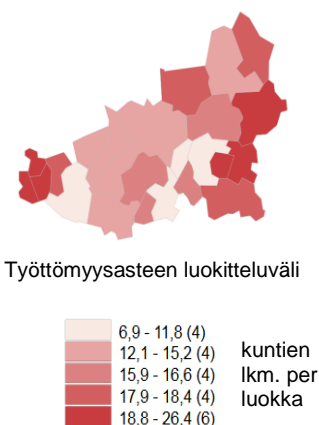 Työttömyysasteen luokitteluväli
6,9 - 11,8 (4)
12,1 - 15,2 (4)
15,9 - 16,6 (4)
17,9 - 18,4 (4)
18,8 - 26,4 (6)
kuntien
lkm. per
luokka